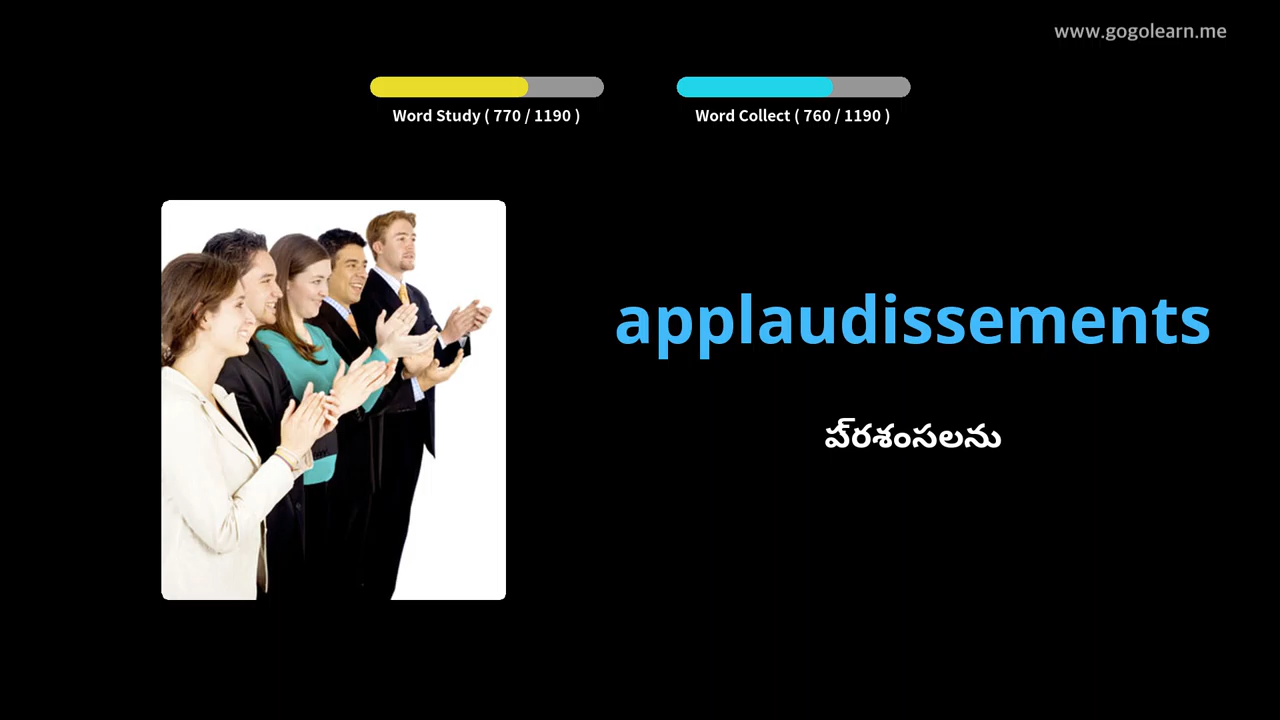 www.gogolearn.me
Word Study ( 770 / 1190 )
Word Collect ( 760 / 1190 )
applaudissements
ప్రశంసలను